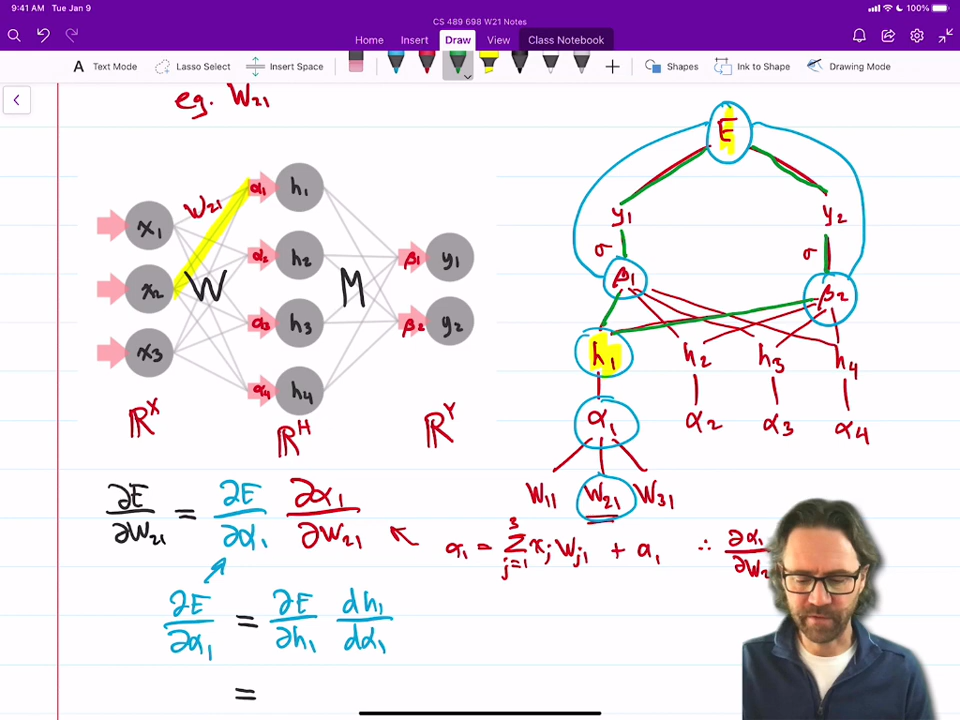 9:41 AM Tue Jan 9
100%
CS 489 698 W21 Notes
Home Insert Draw View Class Notebook
A Text Mode Lasso Select Insert Space Shapes Ink to Shape Drawing Mode
eg. W₂₁
E
y₁ y₂
σ σ
β₁ β₂
h₁ h₂ h₃ h₄
α₁ α₂ α₃ α₄
W₁₁ W₂₁ W₃₁
W₂₁ α₁ h₁
x₁
α₂ h₂ β₁ y₁
x₂ W M
α₃ h₃ β₂ y₂
x₃
α₄ h₄
ℝˣ ℝᴴ ℝʸ
∂E/∂W₂₁ = ∂E/∂α₁ ∂α₁/∂W₂₁
α₁ = Σ_{j=1}^{3} xⱼ Wⱼ₁ + a₁ ∴ ∂α₁/∂W₂
∂E/∂α₁ = ∂E/∂h₁ dh₁/dα₁
=